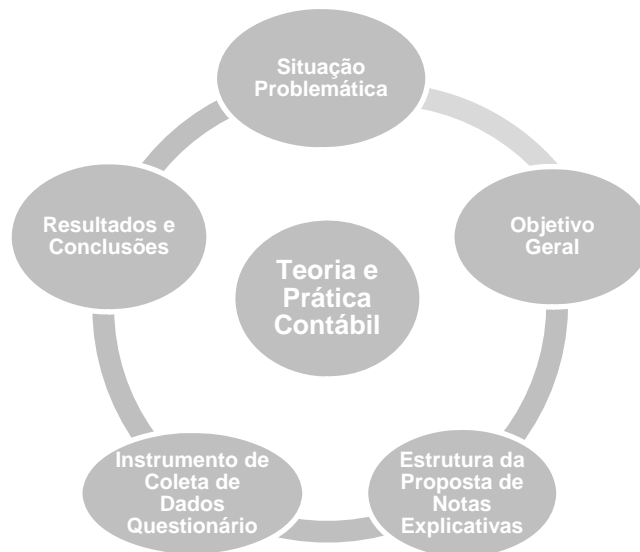 Situação
Problemática
Objetivo
Geral
Estrutura da
Proposta de
Notas
Explicativas
Instrumento de
Coleta de
Dados
Questionário
Resultados e
Conclusões
Teoria e
Prática
Contábil